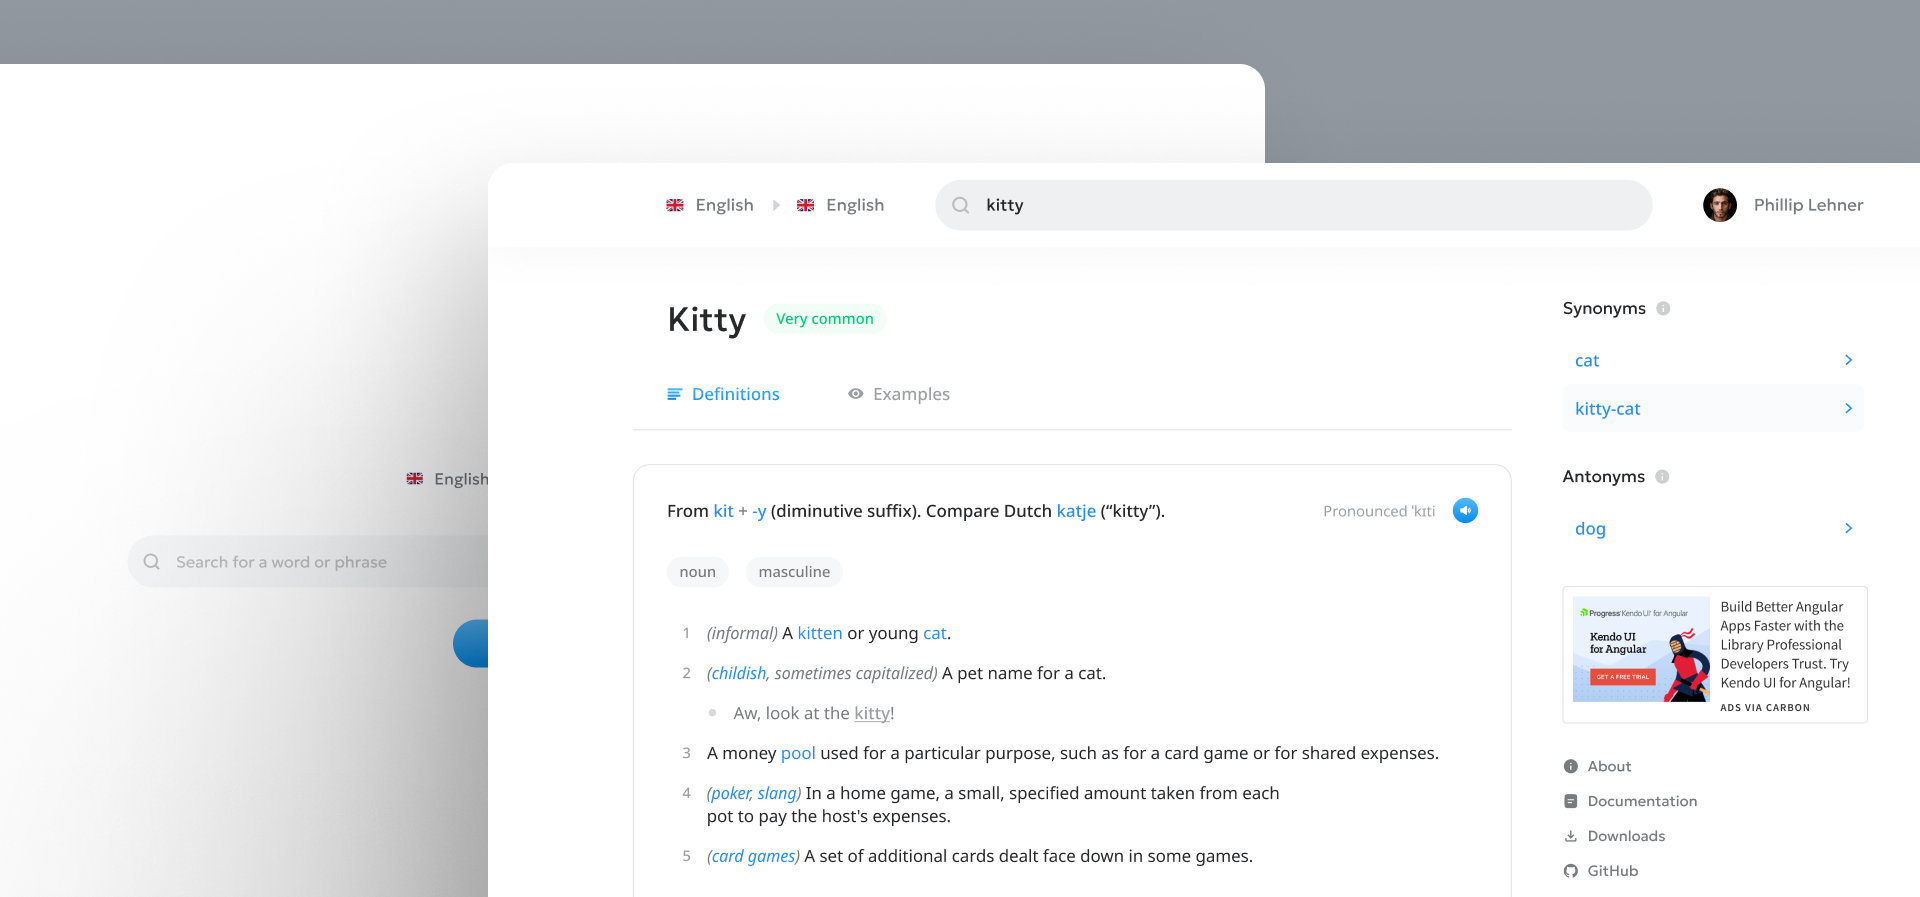 English
English
kitty
Phillip Lehner
Kitty
Very common
Definitions
Examples
From kit + -y (diminutive suffix). Compare Dutch katje (“kitty”).
Pronounced 'kɪti
noun
masculine
1 (informal) A kitten or young cat.
2 (childish, sometimes capitalized) A pet name for a cat.
Aw, look at the kitty!
3 A money pool used for a particular purpose, such as for a card game or for shared expenses.
4 (poker, slang) In a home game, a small, specified amount taken from each
pot to pay the host's expenses.
5 (card games) A set of additional cards dealt face down in some games.
Synonyms
cat
kitty-cat
Antonyms
dog
Progress Kendo UI for Angular
Kendo UI
for Angular
GET A FREE TRIAL
Build Better Angular
Apps Faster with the
Library Professional
Developers Trust. Try
Kendo UI for Angular!
ADS VIA CARBON
About
Documentation
Downloads
GitHub
English
Search for a word or phrase